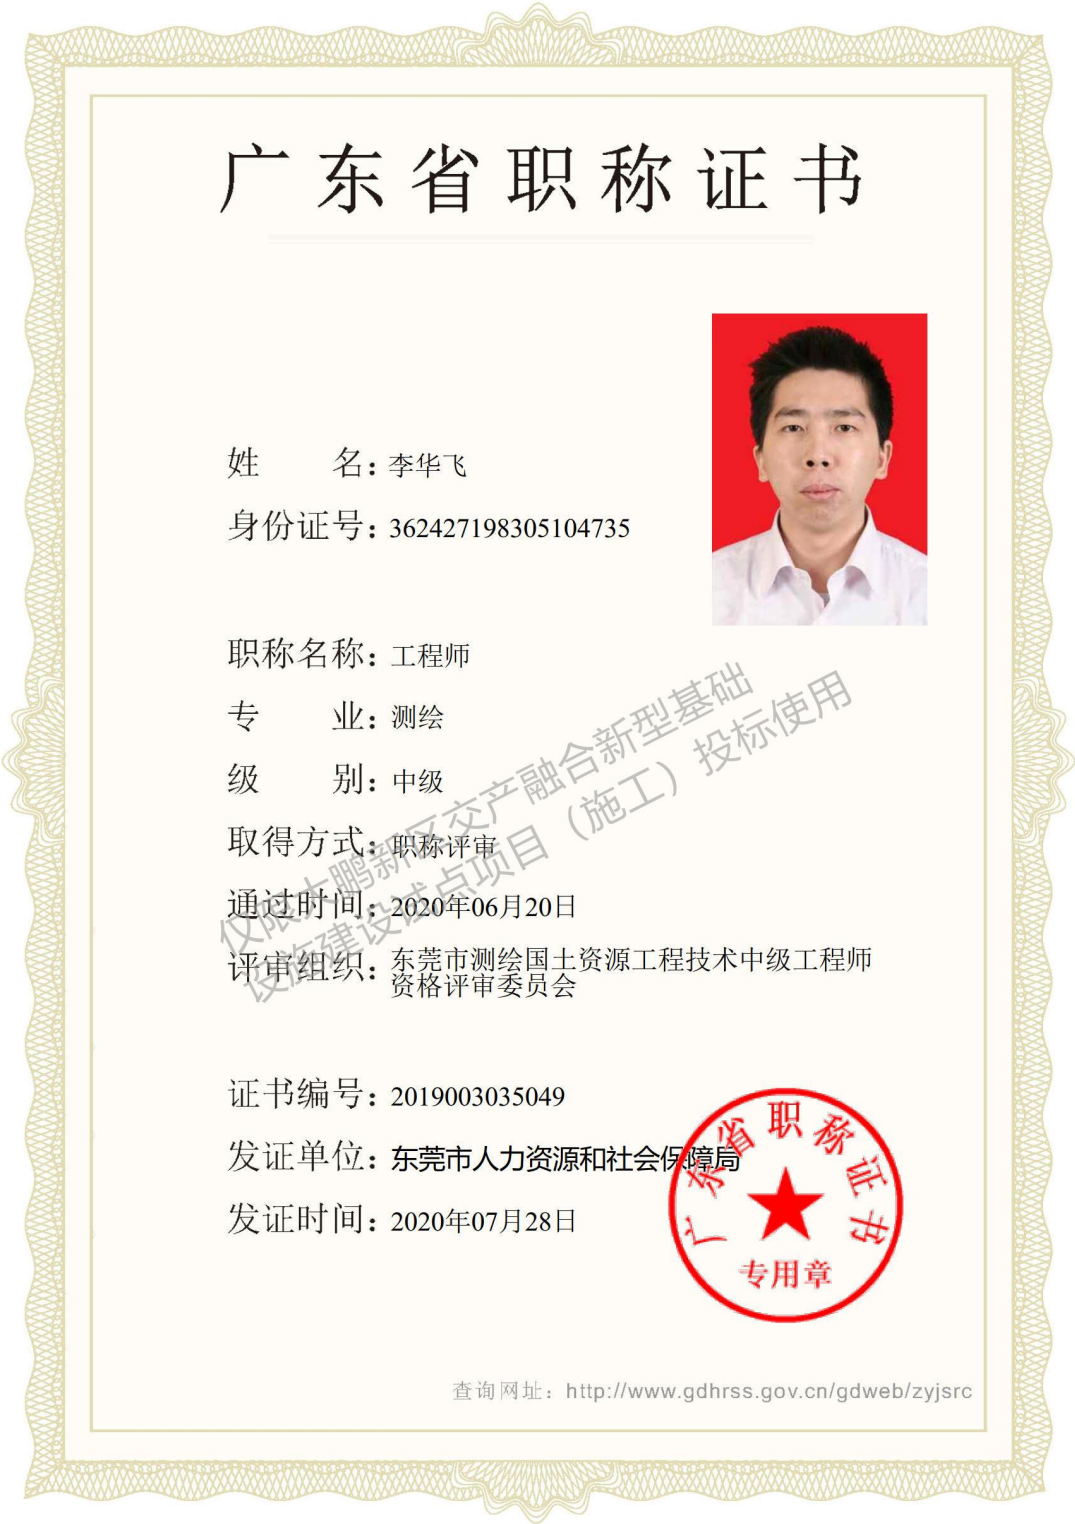 广东省职称证书
姓 名：李华飞
身份证号：362427198305104735
职称名称：工程师
专 业：测绘
级 别：中级
取得方式：职称评审
通过时间：2020年06月20日
评审组织：东莞市测绘国土资源工程技术中级工程师
资格评审委员会
仅限大鹏新区交产融合新型基础
设施建设试点项目（施工）投标使用
证书编号：2019003035049
发证单位：东莞市人力资源和社会保障局
发证时间：2020年07月28日
广东省职称证书
专用章
查询网址：http://www.gdhrss.gov.cn/gdweb/zyjsrc